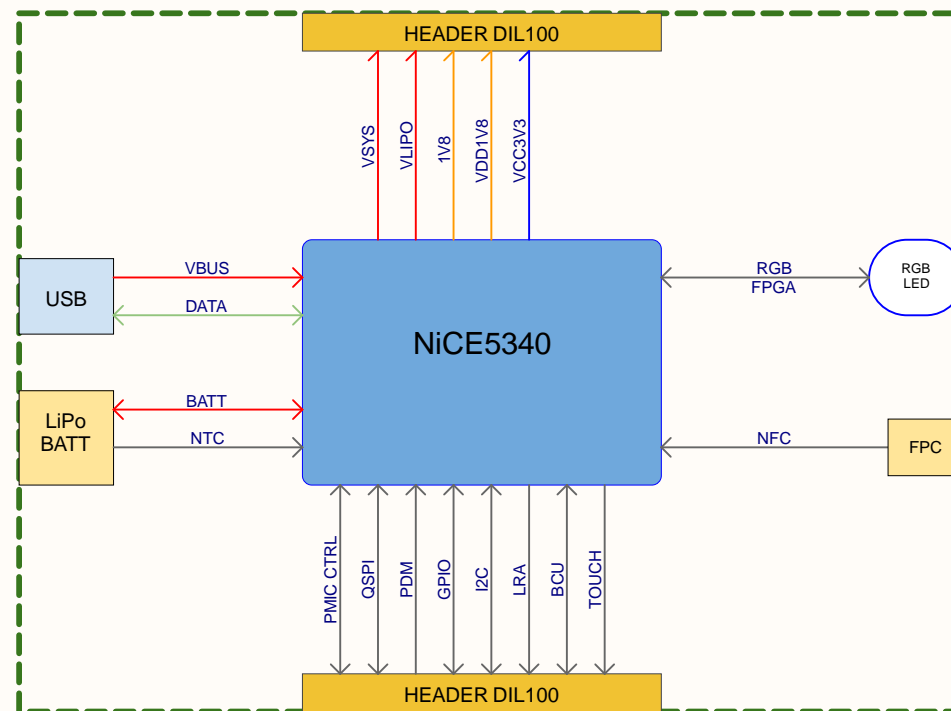 HEADER DIL100
VSYS
VLIPO
1V8
VDD1V8
VCC3V3
USB
VBUS
DATA
NiCE5340
RGB
FPGA
RGB
LED
LiPo
BATT
BATT
NTC
NFC
FPC
PMIC CTRL
QSPI
PDM
GPIO
I2C
LRA
BCU
TOUCH
HEADER DIL100